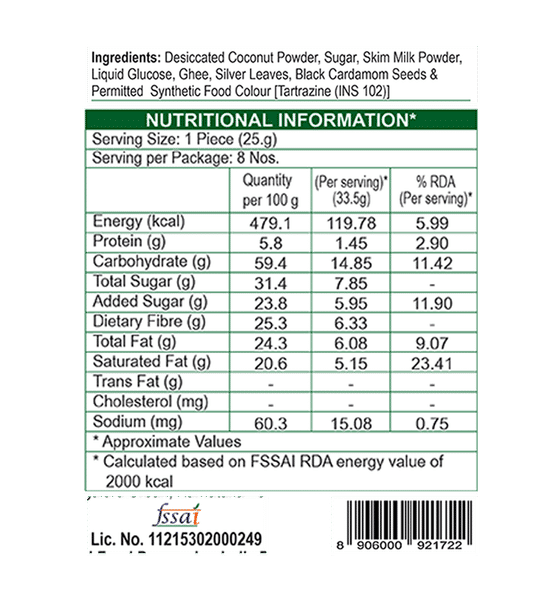 Ingredients: Desiccated Coconut Powder, Sugar, Skim Milk Powder,
Liquid Glucose, Ghee, Silver Leaves, Black Cardamom Seeds &
Permitted Synthetic Food Colour [Tartrazine (INS 102)]
NUTRITIONAL INFORMATION*
Serving Size: 1 Piece (25.g)
Serving per Package: 8 Nos.
Quantity per 100 g (Per serving)* (33.5g) % RDA (Per serving)*
Energy (kcal) 479.1 119.78 5.99
Protein (g) 5.8 1.45 2.90
Carbohydrate (g) 59.4 14.85 11.42
Total Sugar (g) 31.4 7.85 -
Added Sugar (g) 23.8 5.95 11.90
Dietary Fibre (g) 25.3 6.33 -
Total Fat (g) 24.3 6.08 9.07
Saturated Fat (g) 20.6 5.15 23.41
Trans Fat (g) - - -
Cholesterol (mg) - - -
Sodium (mg) 60.3 15.08 0.75
* Approximate Values
* Calculated based on FSSAI RDA energy value of
2000 kcal
fssai
Lic. No. 11215302000249
8 906000 921722